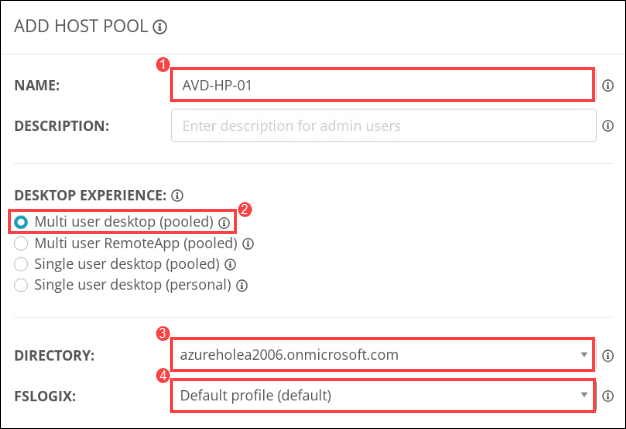 ADD HOST POOL
1
NAME: AVD-HP-01
DESCRIPTION: Enter description for admin users
DESKTOP EXPERIENCE:
2
Multi user desktop (pooled)
Multi user RemoteApp (pooled)
Single user desktop (pooled)
Single user desktop (personal)
3
DIRECTORY: azureholea2006.onmicrosoft.com
4
FSLOGIX: Default profile (default)